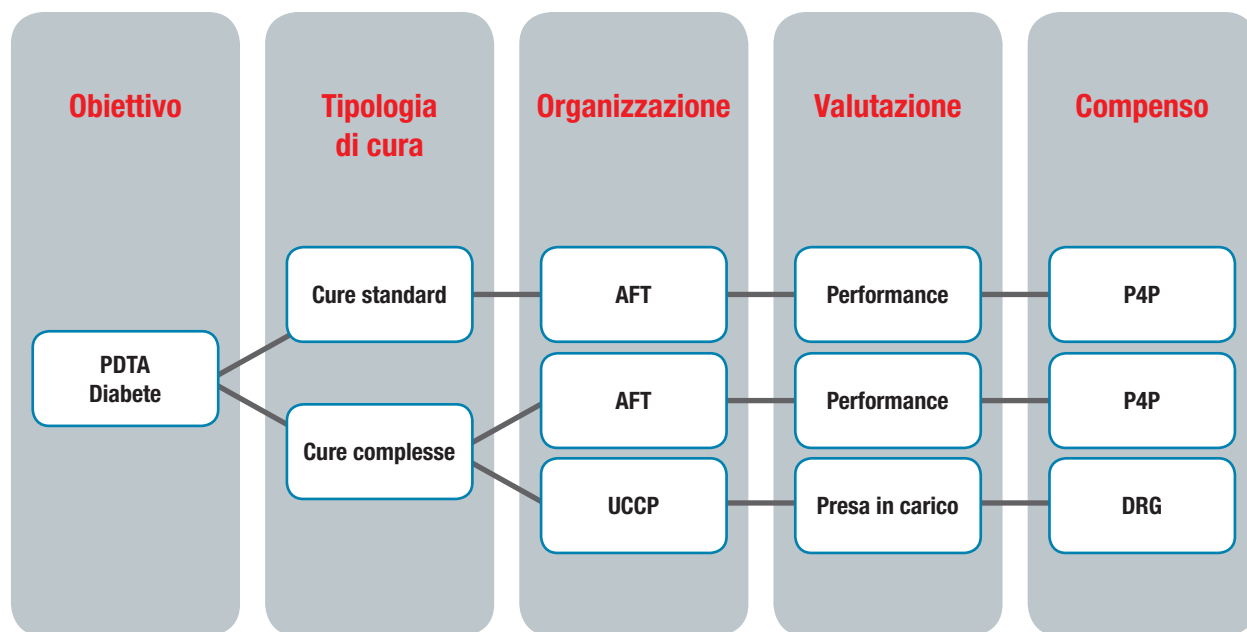 Obiettivo
Tipologia
di cura
Organizzazione
Valutazione
Compenso
Cure standard
AFT
Performance
P4P
PDTA
Diabete
AFT
Performance
P4P
Cure complesse
UCCP
Presa in carico
DRG